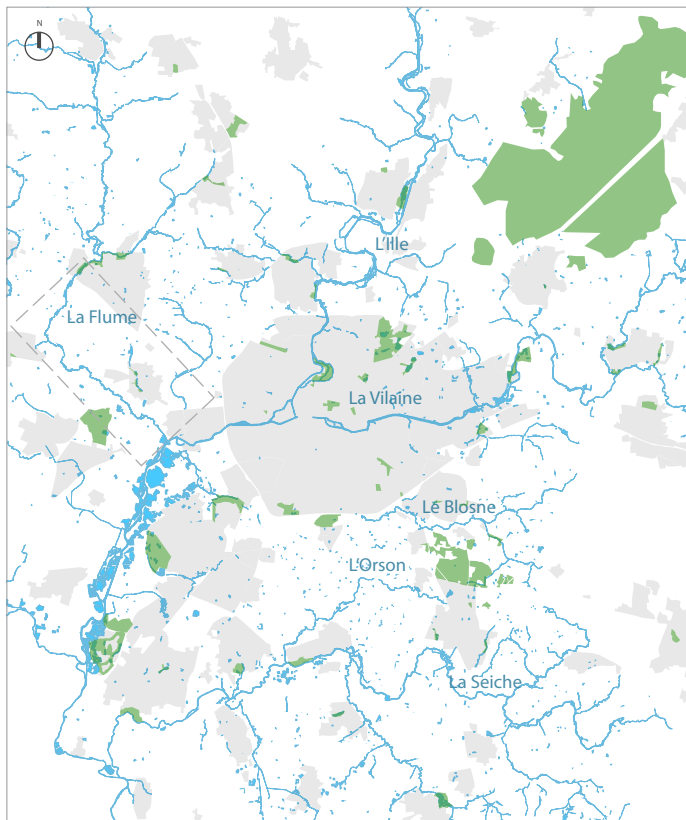 N
L'Ille
La Flume
La Vilaine
Le Blosne
L'Orson
La Seiche